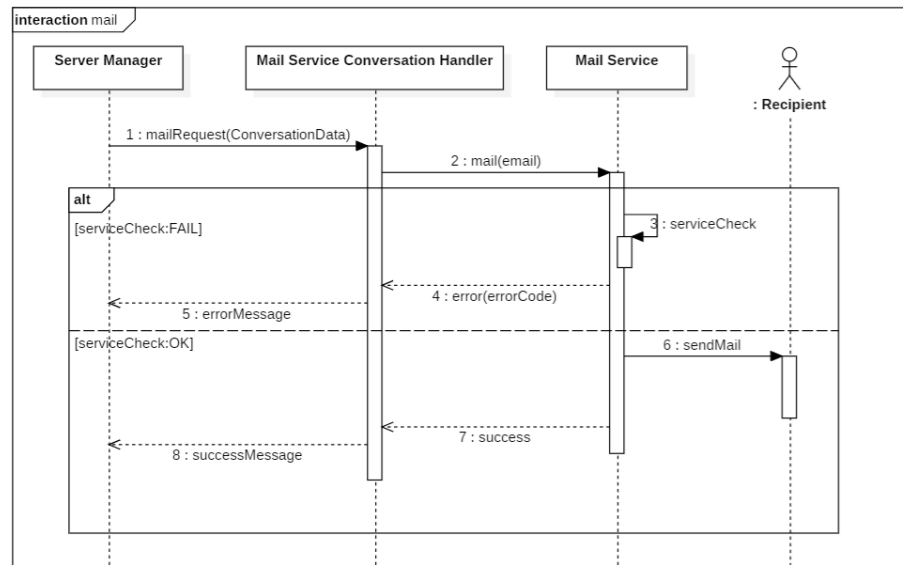 interaction mail
Server Manager
Mail Service Conversation Handler
Mail Service
: Recipient
1 : mailRequest(ConversationData)
2 : mail(email)
alt
[serviceCheck:FAIL]
3 : serviceCheck
4 : error(errorCode)
5 : errorMessage
[serviceCheck:OK]
6 : sendMail
7 : success
8 : successMessage